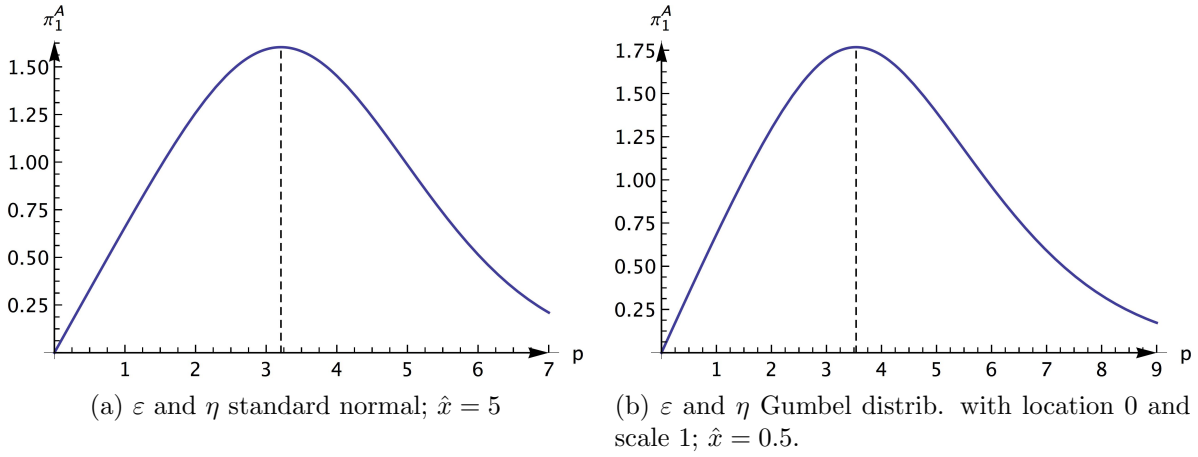 π₁ᴬ
1.50
1.25
1.00
0.75
0.50
0.25
1 2 3 4 5 6 7 p
(a) ε and η standard normal; x̂ = 5
π₁ᴬ
1.75
1.50
1.25
1.00
0.75
0.50
0.25
1 2 3 4 5 6 7 8 9 p
(b) ε and η Gumbel distrib. with location 0 and
scale 1; x̂ = 0.5.